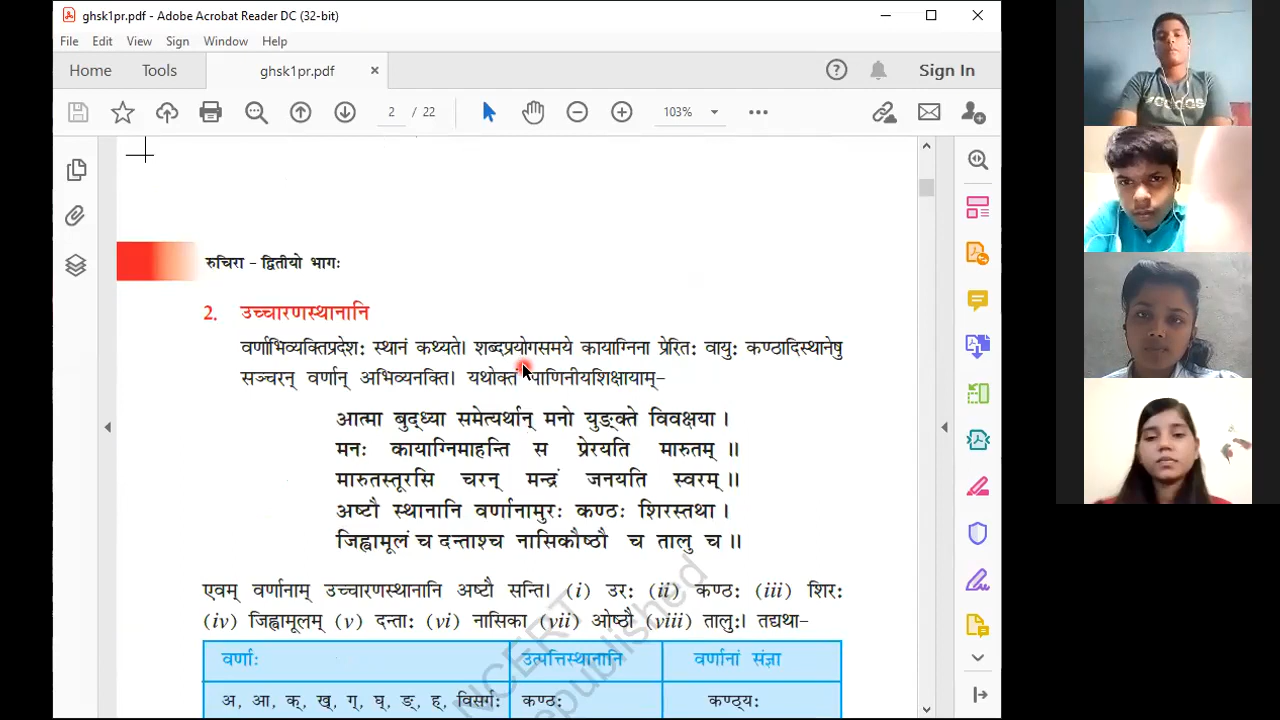 ghsk1pr.pdf - Adobe Acrobat Reader DC (32-bit)
File Edit View Sign Window Help
Home Tools ghsk1pr.pdf Sign In
2 / 22 103%
रुचिरा – द्वितीयो भागः
2. उच्चारणस्थानानि
वर्णाभिव्यक्तिप्रदेशः स्थानं कथ्यते। शब्दप्रयोगसमये कायाग्निना प्रेरितः वायुः कण्ठादिस्थानेषु
सञ्चरन् वर्णान् अभिव्यनक्ति। यथोक्तं पाणिनीयशिक्षायाम्–
आत्मा बुद्ध्या समेत्यर्थान् मनो युङ्क्ते विवक्षया।
मनः कायाग्निमाहन्ति स प्रेरयति मारुतम्॥
मारुतस्तूरसि चरन् मन्द्रं जनयति स्वरम्॥
अष्टौ स्थानानि वर्णानामुरः कण्ठः शिरस्तथा।
जिह्वामूलं च दन्ताश्च नासिकौष्ठौ च तालु च॥
एवम् वर्णानाम् उच्चारणस्थानानि अष्टौ सन्ति। (i) उरः (ii) कण्ठः (iii) शिरः
(iv) जिह्वामूलम् (v) दन्ताः (vi) नासिका (vii) ओष्ठौ (viii) तालुः। तद्यथा–
वर्णाः उत्पत्तिस्थानानि वर्णानां संज्ञा
अ, आ, क्, ख्, ग्, घ्, ङ्, ह्, विसर्गः कण्ठः कण्ठ्यः
NCERT
republished